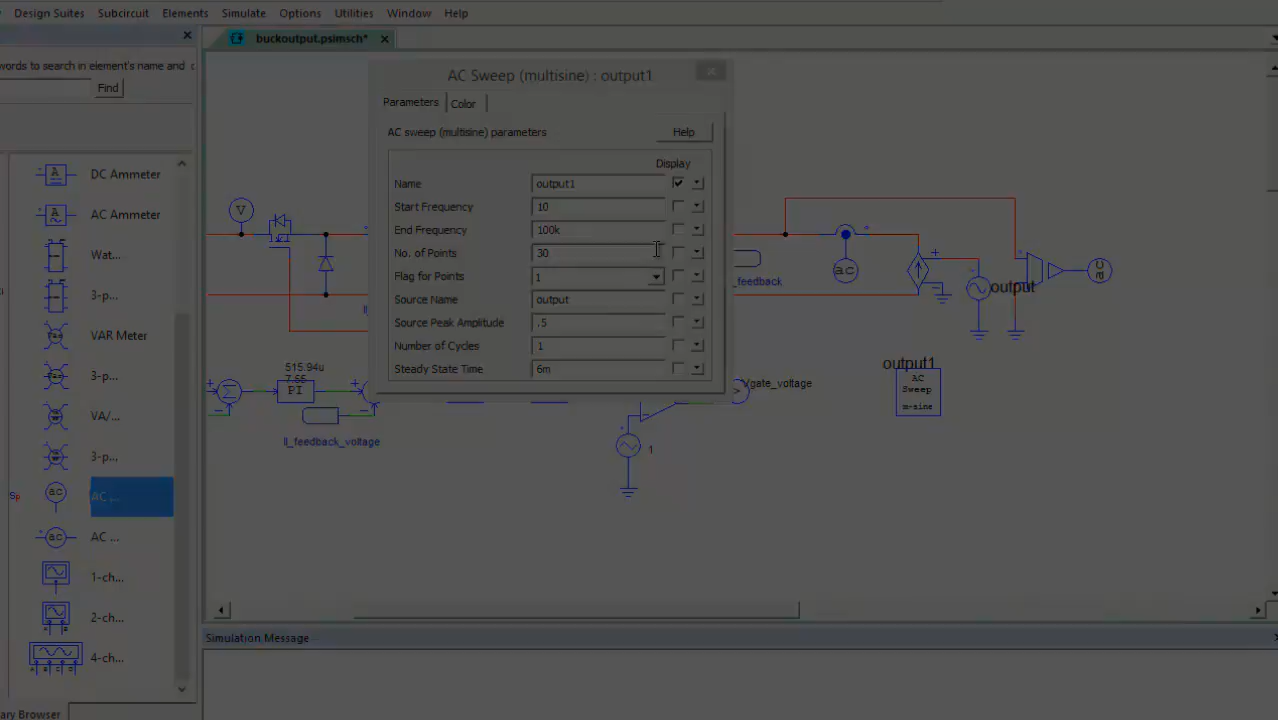 Design Suites Subcircuit Elements Simulate Options Utilities Window Help
buckoutput.psimsch*
words to search in element's name and
Find
DC Ammeter
AC Ammeter
Wat...
3-p...
VAR Meter
3-p...
VA/...
3-p...
AC ...
AC ...
1-ch...
2-ch...
4-ch...
ary Browser
AC Sweep (multisine) : output1
Parameters Color
AC sweep (multisine) parameters Help
Display
Name output1
Start Frequency 10
End Frequency 100k
No. of Points 30
Flag for Points 1
Source Name output
Source Peak Amplitude .5
Number of Cycles 1
Steady State Time 6m
V
ac
_feedback
output
ac
output1
AC
Sweep
m-sine
515.94u
7.65
PI
Il_feedback_voltage
Vgate_voltage
1
Simulation Message